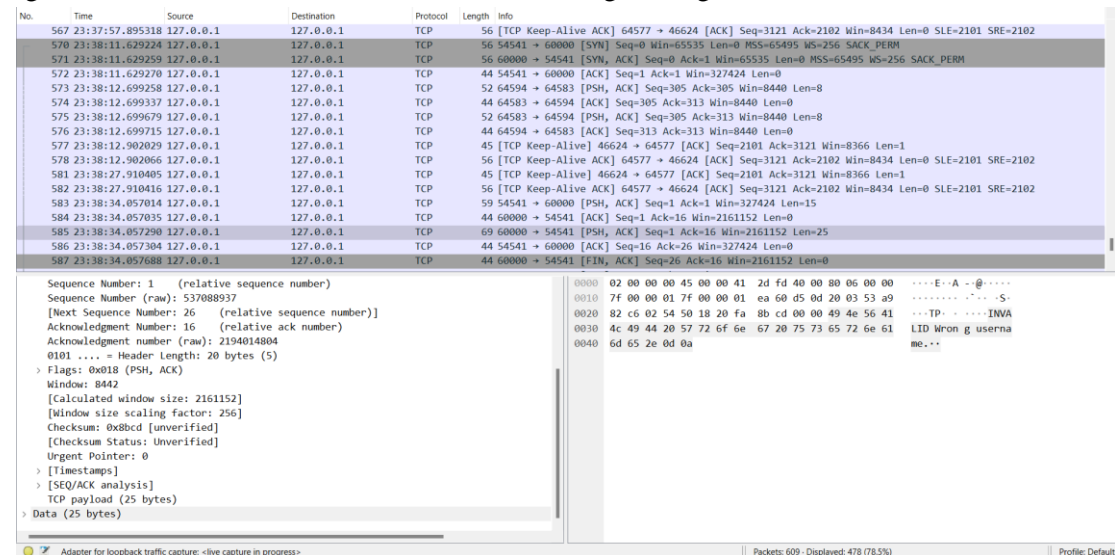 No. Time Source Destination Protocol Length Info
567 23:37:57.895318 127.0.0.1 127.0.0.1 TCP 56 [TCP Keep-Alive ACK] 64577 → 46624 [ACK] Seq=3121 Ack=2102 Win=8434 Len=0 SLE=2101 SRE=2102
570 23:38:11.629224 127.0.0.1 127.0.0.1 TCP 56 54541 → 60000 [SYN] Seq=0 Win=65535 Len=0 MSS=65495 WS=256 SACK_PERM
571 23:38:11.629259 127.0.0.1 127.0.0.1 TCP 56 60000 → 54541 [SYN, ACK] Seq=0 Ack=1 Win=65535 Len=0 MSS=65495 WS=256 SACK_PERM
572 23:38:11.629270 127.0.0.1 127.0.0.1 TCP 44 54541 → 60000 [ACK] Seq=1 Ack=1 Win=327424 Len=0
573 23:38:12.699258 127.0.0.1 127.0.0.1 TCP 52 64594 → 64583 [PSH, ACK] Seq=305 Ack=305 Win=8440 Len=8
574 23:38:12.699337 127.0.0.1 127.0.0.1 TCP 44 64583 → 64594 [ACK] Seq=305 Ack=313 Win=8440 Len=0
575 23:38:12.699679 127.0.0.1 127.0.0.1 TCP 52 64583 → 64594 [PSH, ACK] Seq=305 Ack=313 Win=8440 Len=8
576 23:38:12.699715 127.0.0.1 127.0.0.1 TCP 44 64594 → 64583 [ACK] Seq=313 Ack=313 Win=8440 Len=0
577 23:38:12.902029 127.0.0.1 127.0.0.1 TCP 45 [TCP Keep-Alive] 46624 → 64577 [ACK] Seq=2101 Ack=3121 Win=8366 Len=1
578 23:38:12.902066 127.0.0.1 127.0.0.1 TCP 56 [TCP Keep-Alive ACK] 64577 → 46624 [ACK] Seq=3121 Ack=2102 Win=8434 Len=0 SLE=2101 SRE=2102
581 23:38:27.910405 127.0.0.1 127.0.0.1 TCP 45 [TCP Keep-Alive] 46624 → 64577 [ACK] Seq=2101 Ack=3121 Win=8366 Len=1
582 23:38:27.910416 127.0.0.1 127.0.0.1 TCP 56 [TCP Keep-Alive ACK] 64577 → 46624 [ACK] Seq=3121 Ack=2102 Win=8434 Len=0 SLE=2101 SRE=2102
583 23:38:34.057014 127.0.0.1 127.0.0.1 TCP 59 54541 → 60000 [PSH, ACK] Seq=1 Ack=1 Win=327424 Len=15
584 23:38:34.057035 127.0.0.1 127.0.0.1 TCP 44 60000 → 54541 [ACK] Seq=1 Ack=16 Win=2161152 Len=0
585 23:38:34.057290 127.0.0.1 127.0.0.1 TCP 69 60000 → 54541 [PSH, ACK] Seq=1 Ack=16 Win=2161152 Len=25
586 23:38:34.057304 127.0.0.1 127.0.0.1 TCP 44 54541 → 60000 [ACK] Seq=16 Ack=26 Win=327424 Len=0
587 23:38:34.057688 127.0.0.1 127.0.0.1 TCP 44 60000 → 54541 [FIN, ACK] Seq=26 Ack=16 Win=2161152 Len=0
Sequence Number: 1 (relative sequence number)
Sequence Number (raw): 537088937
[Next Sequence Number: 26 (relative sequence number)]
Acknowledgment Number: 16 (relative ack number)
Acknowledgment number (raw): 2194014804
0101 .... = Header Length: 20 bytes (5)
> Flags: 0x018 (PSH, ACK)
Window: 8442
[Calculated window size: 2161152]
[Window size scaling factor: 256]
Checksum: 0x8bcd [unverified]
[Checksum Status: Unverified]
Urgent Pointer: 0
> [Timestamps]
> [SEQ/ACK analysis]
TCP payload (25 bytes)
> Data (25 bytes)
0000 02 00 00 00 45 00 00 41 2d fd 40 00 80 06 00 00 ····E··A -·@·····
0010 7f 00 00 01 7f 00 00 01 ea 60 d5 0d 20 03 53 a9 ········ ·`·· ·S·
0020 82 c6 02 54 50 18 20 fa 8b cd 00 00 49 4e 56 41 ···TP· · ····INVA
0030 4c 49 44 20 57 72 6f 6e 67 20 75 73 65 72 6e 61 LID Wron g userna
0040 6d 65 2e 0d 0a me.··
Adapter for loopback traffic capture: <live capture in progress>
Packets: 609 · Displayed: 478 (78.5%)
Profile: Default